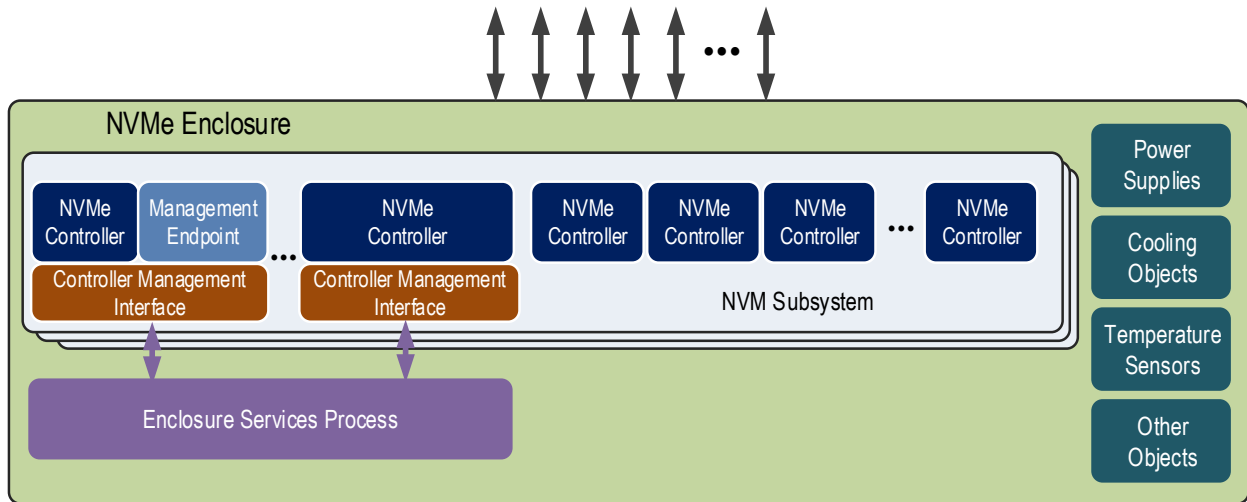 •••
NVMe Enclosure
Power
Supplies
NVMe
Controller
Management
Endpoint
•••
NVMe
Controller
NVMe
Controller
NVMe
Controller
NVMe
Controller
•••
NVMe
Controller
Cooling
Objects
Controller Management
Interface
Controller Management
Interface
NVM Subsystem
Temperature
Sensors
Enclosure Services Process
Other
Objects